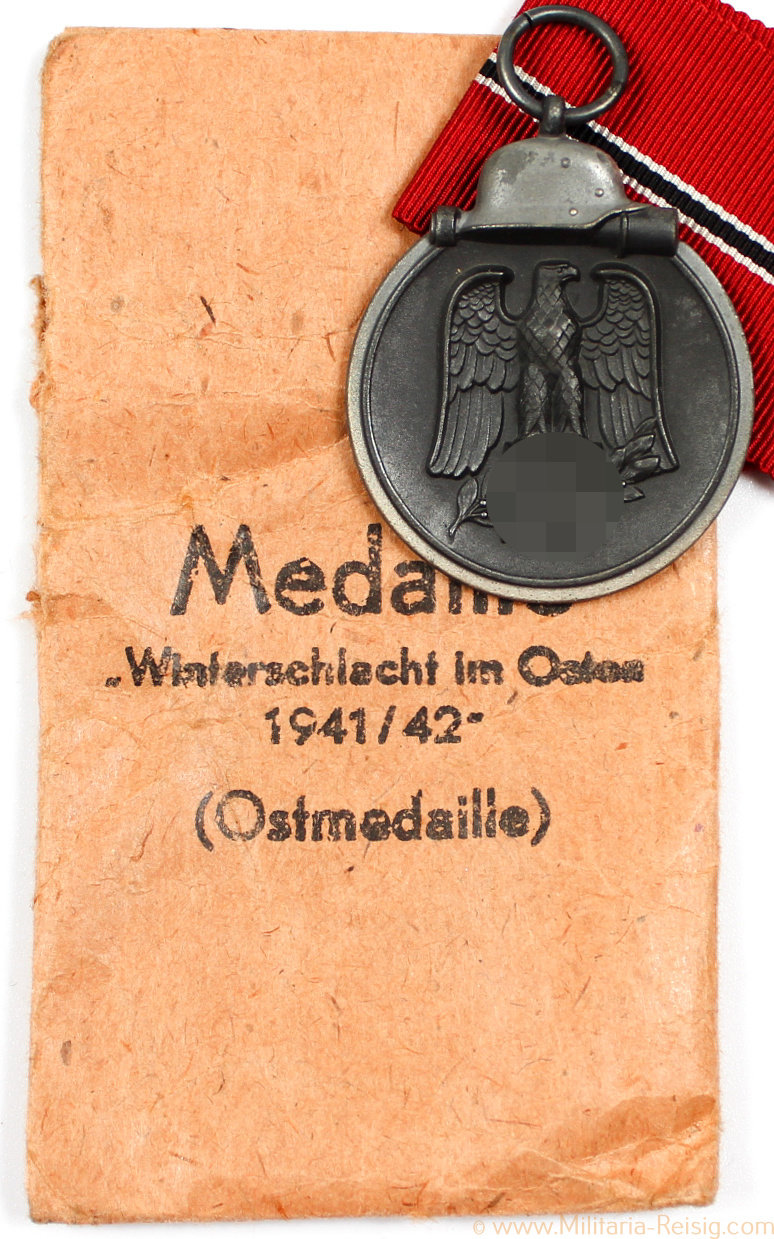 Medaille
„Winterschlacht im Osten
1941/42“
(Ostmedaille)
© www.Militaria-Reisig.com